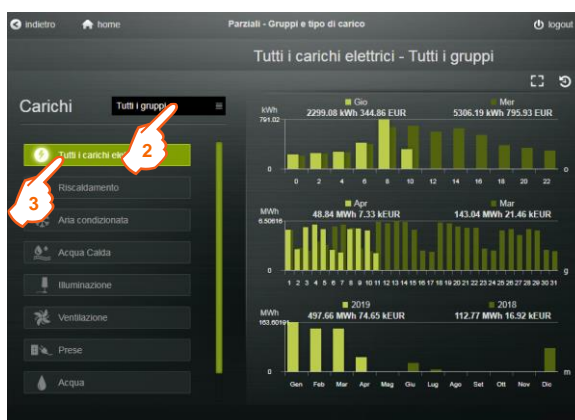 indietro home Parziali - Gruppi e tipo di carico logout
Tutti i carichi elettrici - Tutti i gruppi
Carichi Tutti i gruppi
2
Tutti i carichi
3
Riscaldamento
Aria condizionata
Acqua Calda
Illuminazione
Ventilazione
Prese
Acqua
kWh Gio Mer
791.02 2299.08 kWh 344.86 EUR 5306.19 kWh 795.93 EUR
0
0 2 4 6 8 10 12 14 16 18 20 22 o
MWh Apr Mar
6.50616 48.84 MWh 7.33 kEUR 143.04 MWh 21.46 kEUR
0
1 2 3 4 5 6 7 8 9 10 11 12 13 14 15 16 17 18 19 20 21 22 23 24 25 26 27 28 29 30 31 g
MWh 2019 2018
163.60191 497.66 MWh 74.65 kEUR 112.77 MWh 16.92 kEUR
0
Gen Feb Mar Apr Mag Giu Lug Ago Set Ott Nov Dic m